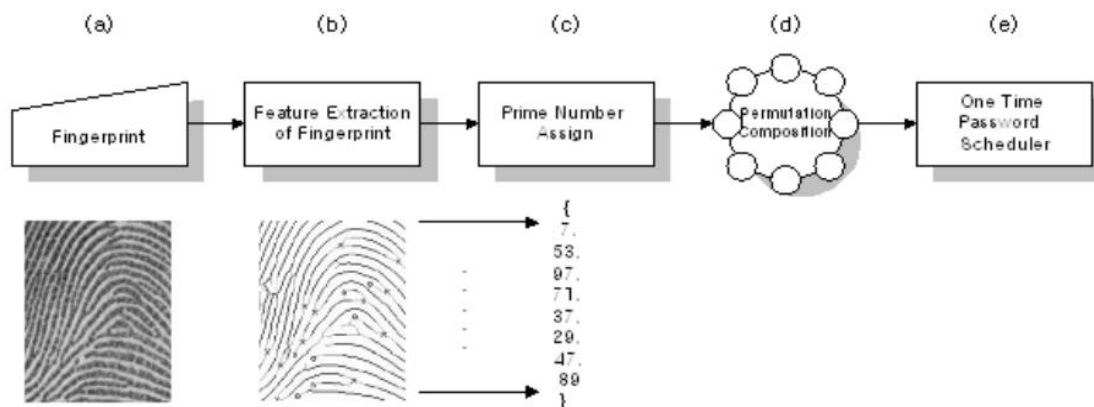 (a) (b) (c) (d) (e)
Fingerprint
Feature Extraction
of Fingerprint
Prime Number
Assign
Permutation
Composition
One Time
Password
Scheduler
{
7,
53,
97,
71,
37,
29,
47,
89
}